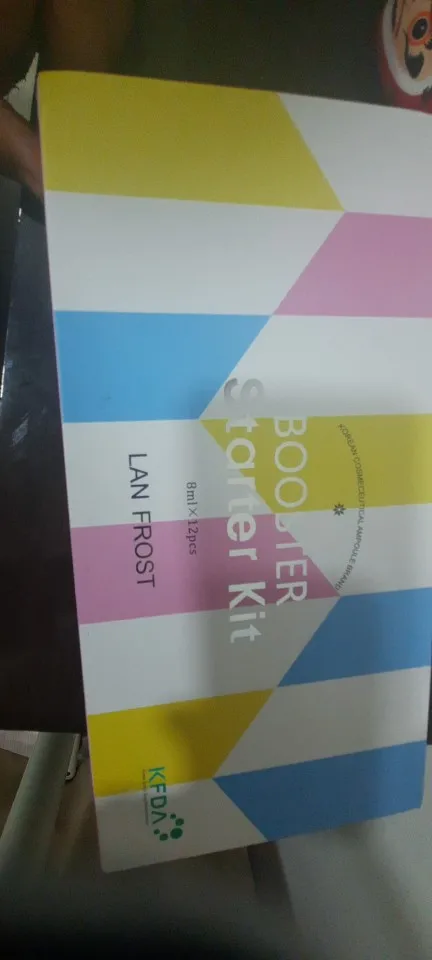 KOREAN COSMECEUTICAL AMPOULE BRAND
BOOSTER
Starter Kit
8ml×12pcs
LAN FROST
KFDA